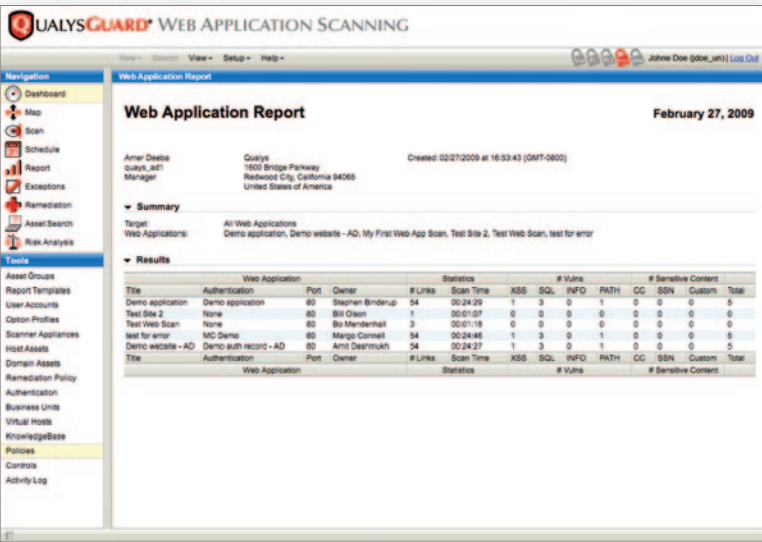 QUALYSGUARD® WEB APPLICATION SCANNING
New Search View Setup Help Johne Doe (jdoe_un) | Log Out
Navigation
Dashboard
Map
Scan
Schedule
Report
Exceptions
Remediation
Asset Search
Risk Analysis
Tools
Asset Groups
Report Templates
User Accounts
Option Profiles
Scanner Appliances
Host Assets
Domain Assets
Remediation Policy
Authentication
Business Units
Virtual Hosts
KnowledgeBase
Policies
Controls
Activity Log
Web Application Report
Web Application Report February 27, 2009
Amer Deeba Qualys Created: 02/27/2009 at 16:53:43 (GMT-0800)
quays_ad1 1600 Bridge Parkway
Manager Redwood City, California 94065
United States of America
Summary
Target: All Web Applications
Web Applications: Demo application, Demo website - AD, My First Web App Scan, Test Site 2, Test Web Scan, test for error
Results
Web Application Statistics # Vulns # Sensitive Content
Title Authentication Port Owner # Links Scan Time XSS SQL INFO PATH CC SSN Custom Total
Demo application Demo application 80 Stephen Binderup 54 00:24:29 1 3 0 1 0 0 0 5
Test Site 2 None 80 Bill Olson 1 00:01:07 0 0 0 0 0 0 0 0
Test Web Scan None 80 Bo Mendenhall 3 00:01:18 0 0 0 0 0 0 0 0
test for error MC Demo 80 Margo Connell 54 00:24:46 1 3 0 1 0 0 0 5
Demo website - AD Demo auth record - AD 80 Amit Deshmukh 54 00:24:27 1 3 0 1 0 0 0 5
Title Authentication Port Owner # Links Scan Time XSS SQL INFO PATH CC SSN Custom Total
Web Application Statistics # Vulns # Sensitive Content